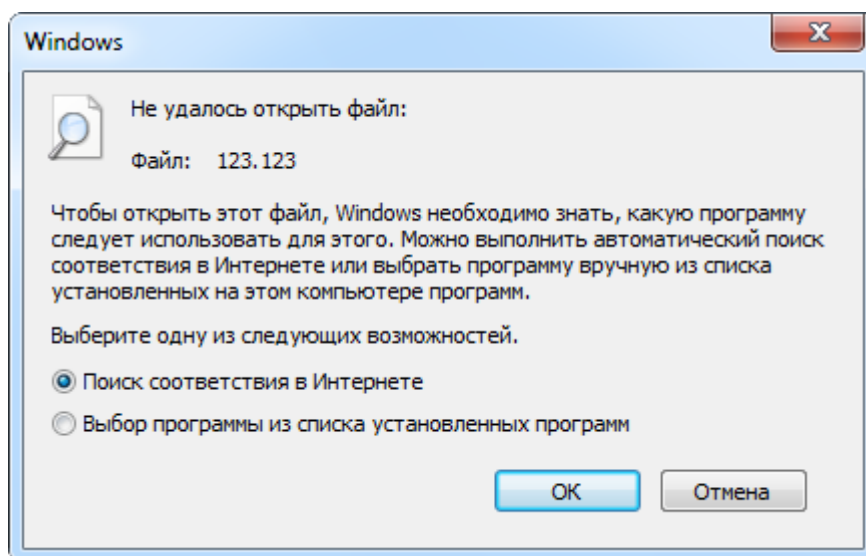 Windows
Не удалось открыть файл:
Файл: 123.123
Чтобы открыть этот файл, Windows необходимо знать, какую программу
следует использовать для этого. Можно выполнить автоматический поиск
соответствия в Интернете или выбрать программу вручную из списка
установленных на этом компьютере программ.
Выберите одну из следующих возможностей.
Поиск соответствия в Интернете
Выбор программы из списка установленных программ
ОК Отмена